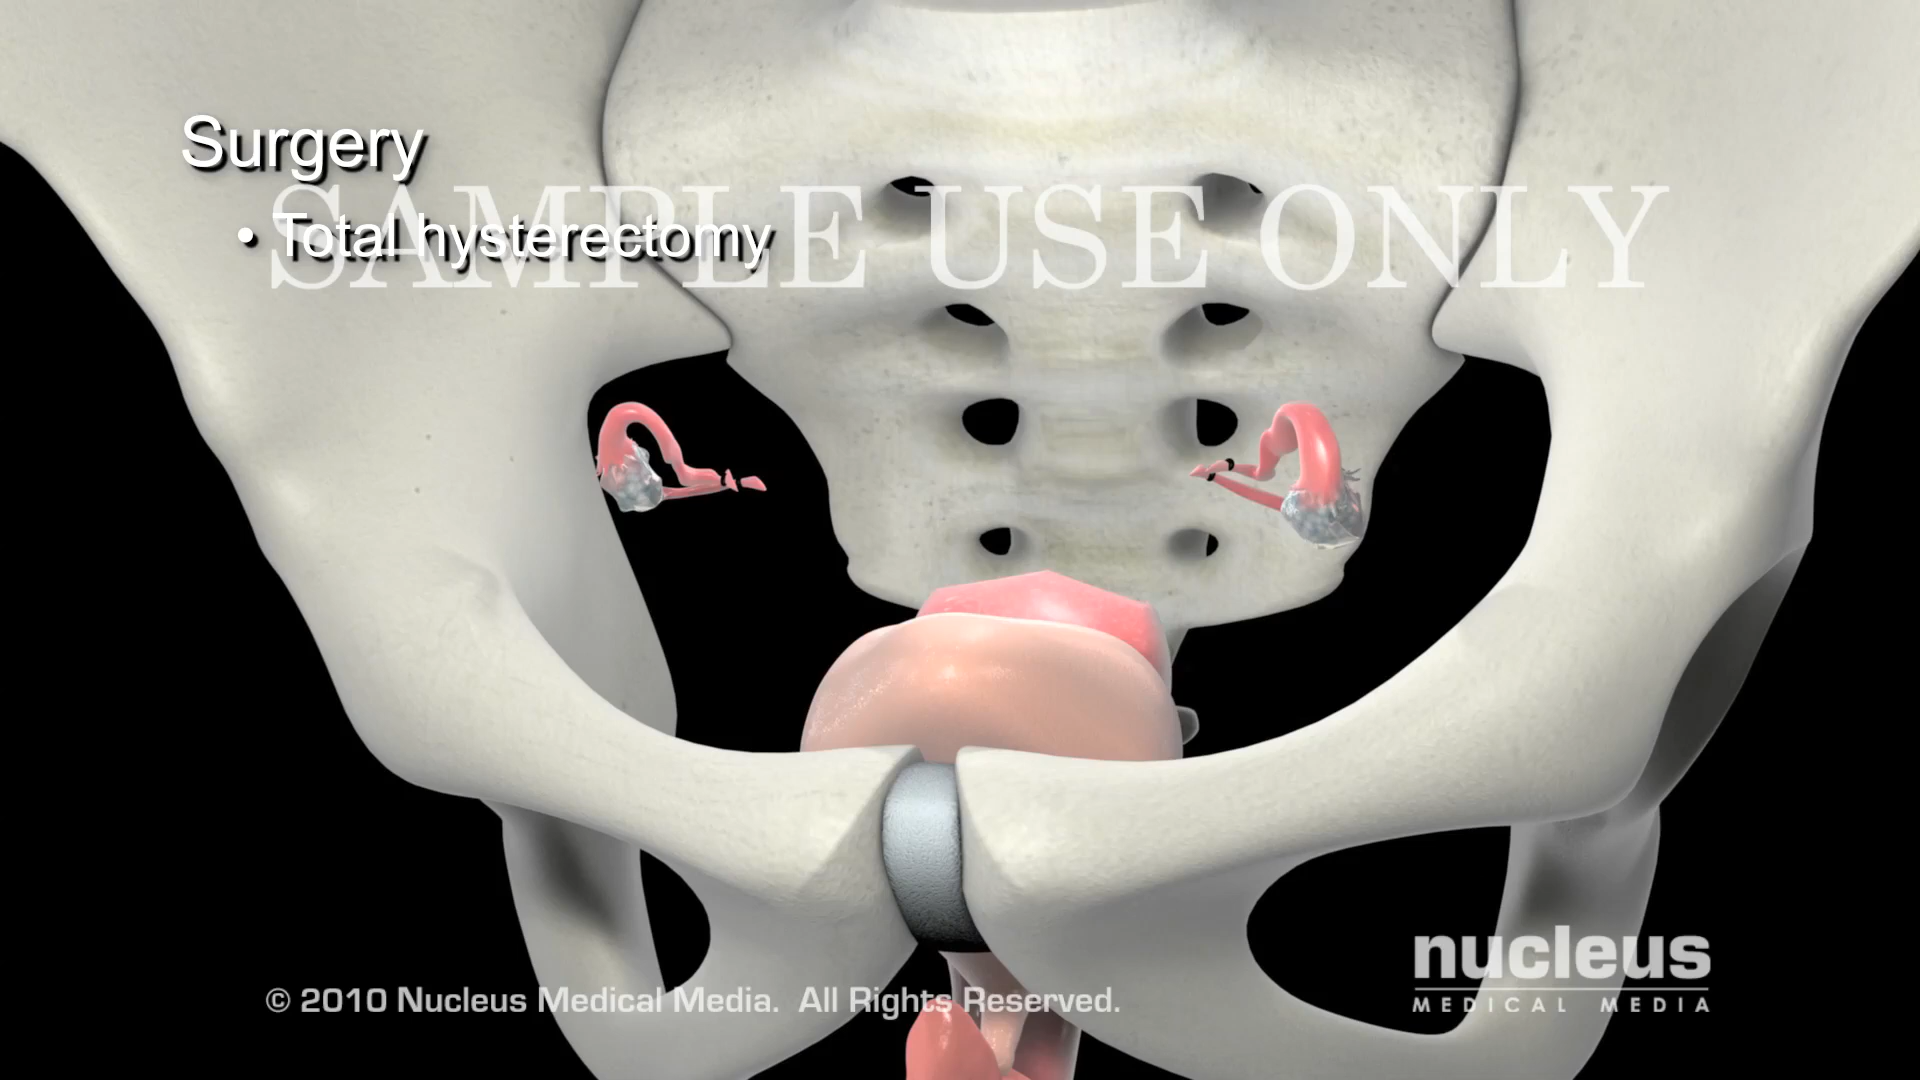 Surgery
SAMPLE USE ONLY
• Total hysterectomy
nucleus
MEDICAL MEDIA
© 2010 Nucleus Medical Media. All Rights Reserved.